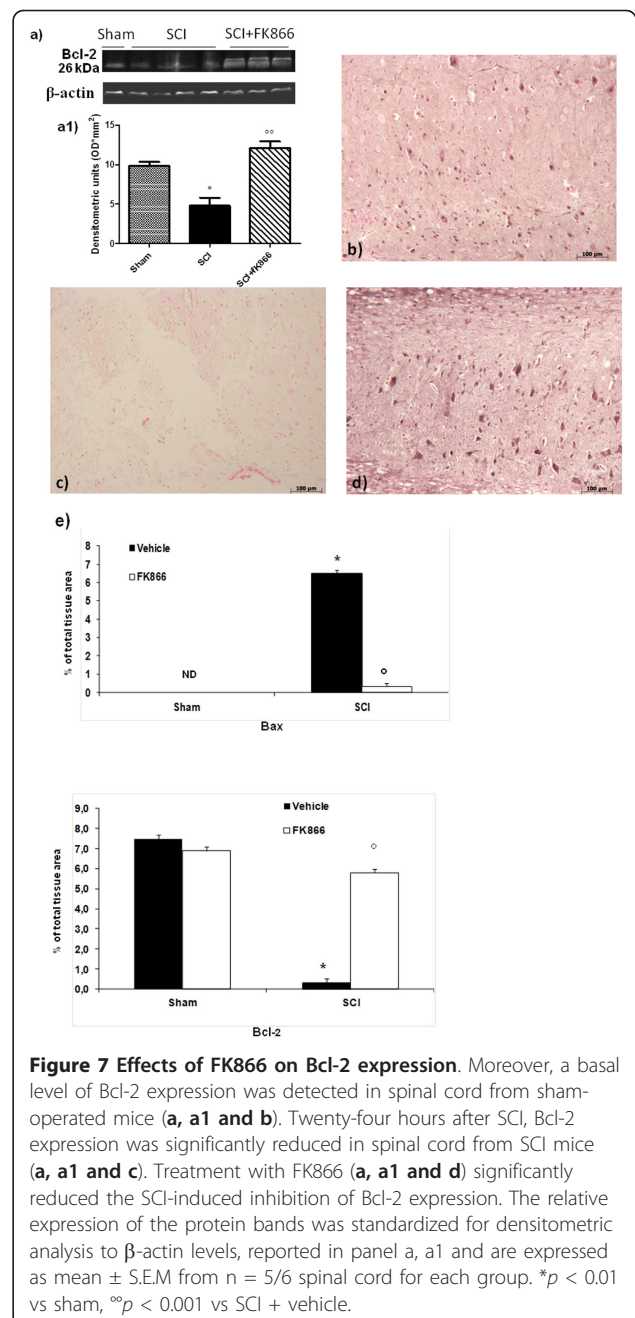 a) Sham SCI SCI+FK866
Bcl-2
26 kDa
β-actin
a1)
Densitometric units (OD*mm²)
15
10
5
0
*
°°
Sham
SCI
SCI+fK866
b)
100 µm
c)
100 µm
d)
100 µm
e)
% of total tissue area
8
7
6
5
4
3
2
1
0
Vehicle
FK866
ND
*
°
Sham SCI
Bax
% of total tissue area
9,0
8,0
7,0
6,0
5,0
4,0
3,0
2,0
1,0
0,0
Vehicle
FK866
*
°
Sham SCI
Bcl-2
Figure 7 Effects of FK866 on Bcl-2 expression. Moreover, a basal
level of Bcl-2 expression was detected in spinal cord from sham-
operated mice (a, a1 and b). Twenty-four hours after SCI, Bcl-2
expression was significantly reduced in spinal cord from SCI mice
(a, a1 and c). Treatment with FK866 (a, a1 and d) significantly
reduced the SCI-induced inhibition of Bcl-2 expression. The relative
expression of the protein bands was standardized for densitometric
analysis to β-actin levels, reported in panel a, a1 and are expressed
as mean ± S.E.M from n = 5/6 spinal cord for each group. *p < 0.01
vs sham, °°p < 0.001 vs SCI + vehicle.